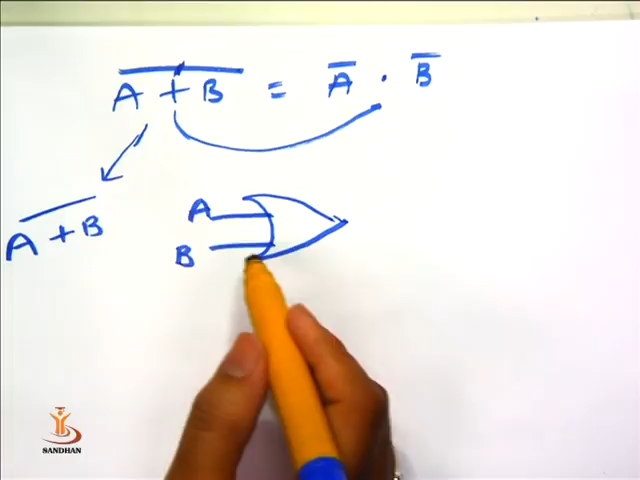 A̅ ̅+̅ ̅B̅ = A̅ · B̅
A̅ ̅+̅ ̅B̅
A
B
SANDHAN